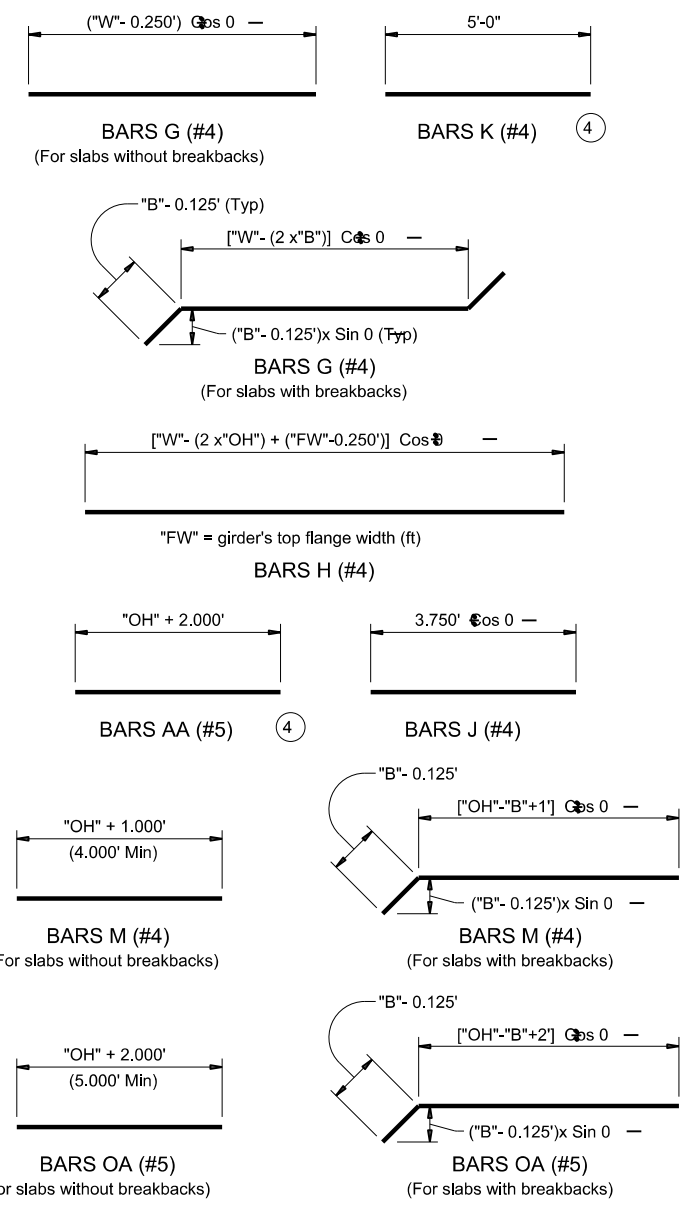 ("W"- 0.250') Cos 0 —
5'-0"
BARS G (#4)
(For slabs without breakbacks)
BARS K (#4)
4
"B"- 0.125' (Typ)
["W"- (2 x"B")] Cos 0 —
("B"- 0.125')x Sin 0 (Typ)
BARS G (#4)
(For slabs with breakbacks)
["W"- (2 x"OH") + ("FW"-0.250')] Cos 0 —
"FW" = girder's top flange width (ft)
BARS H (#4)
"OH" + 2.000'
3.750' Cos 0 —
BARS AA (#5)
4
BARS J (#4)
"B"- 0.125'
["OH"-"B"+1'] Cos 0 —
"OH" + 1.000'
(4.000' Min)
("B"- 0.125')x Sin 0 —
BARS M (#4)
For slabs without breakbacks)
BARS M (#4)
(For slabs with breakbacks)
"B"- 0.125'
["OH"-"B"+2'] Cos 0 —
"OH" + 2.000'
(5.000' Min)
("B"- 0.125')x Sin 0 —
BARS OA (#5)
or slabs without breakbacks)
BARS OA (#5)
(For slabs with breakbacks)